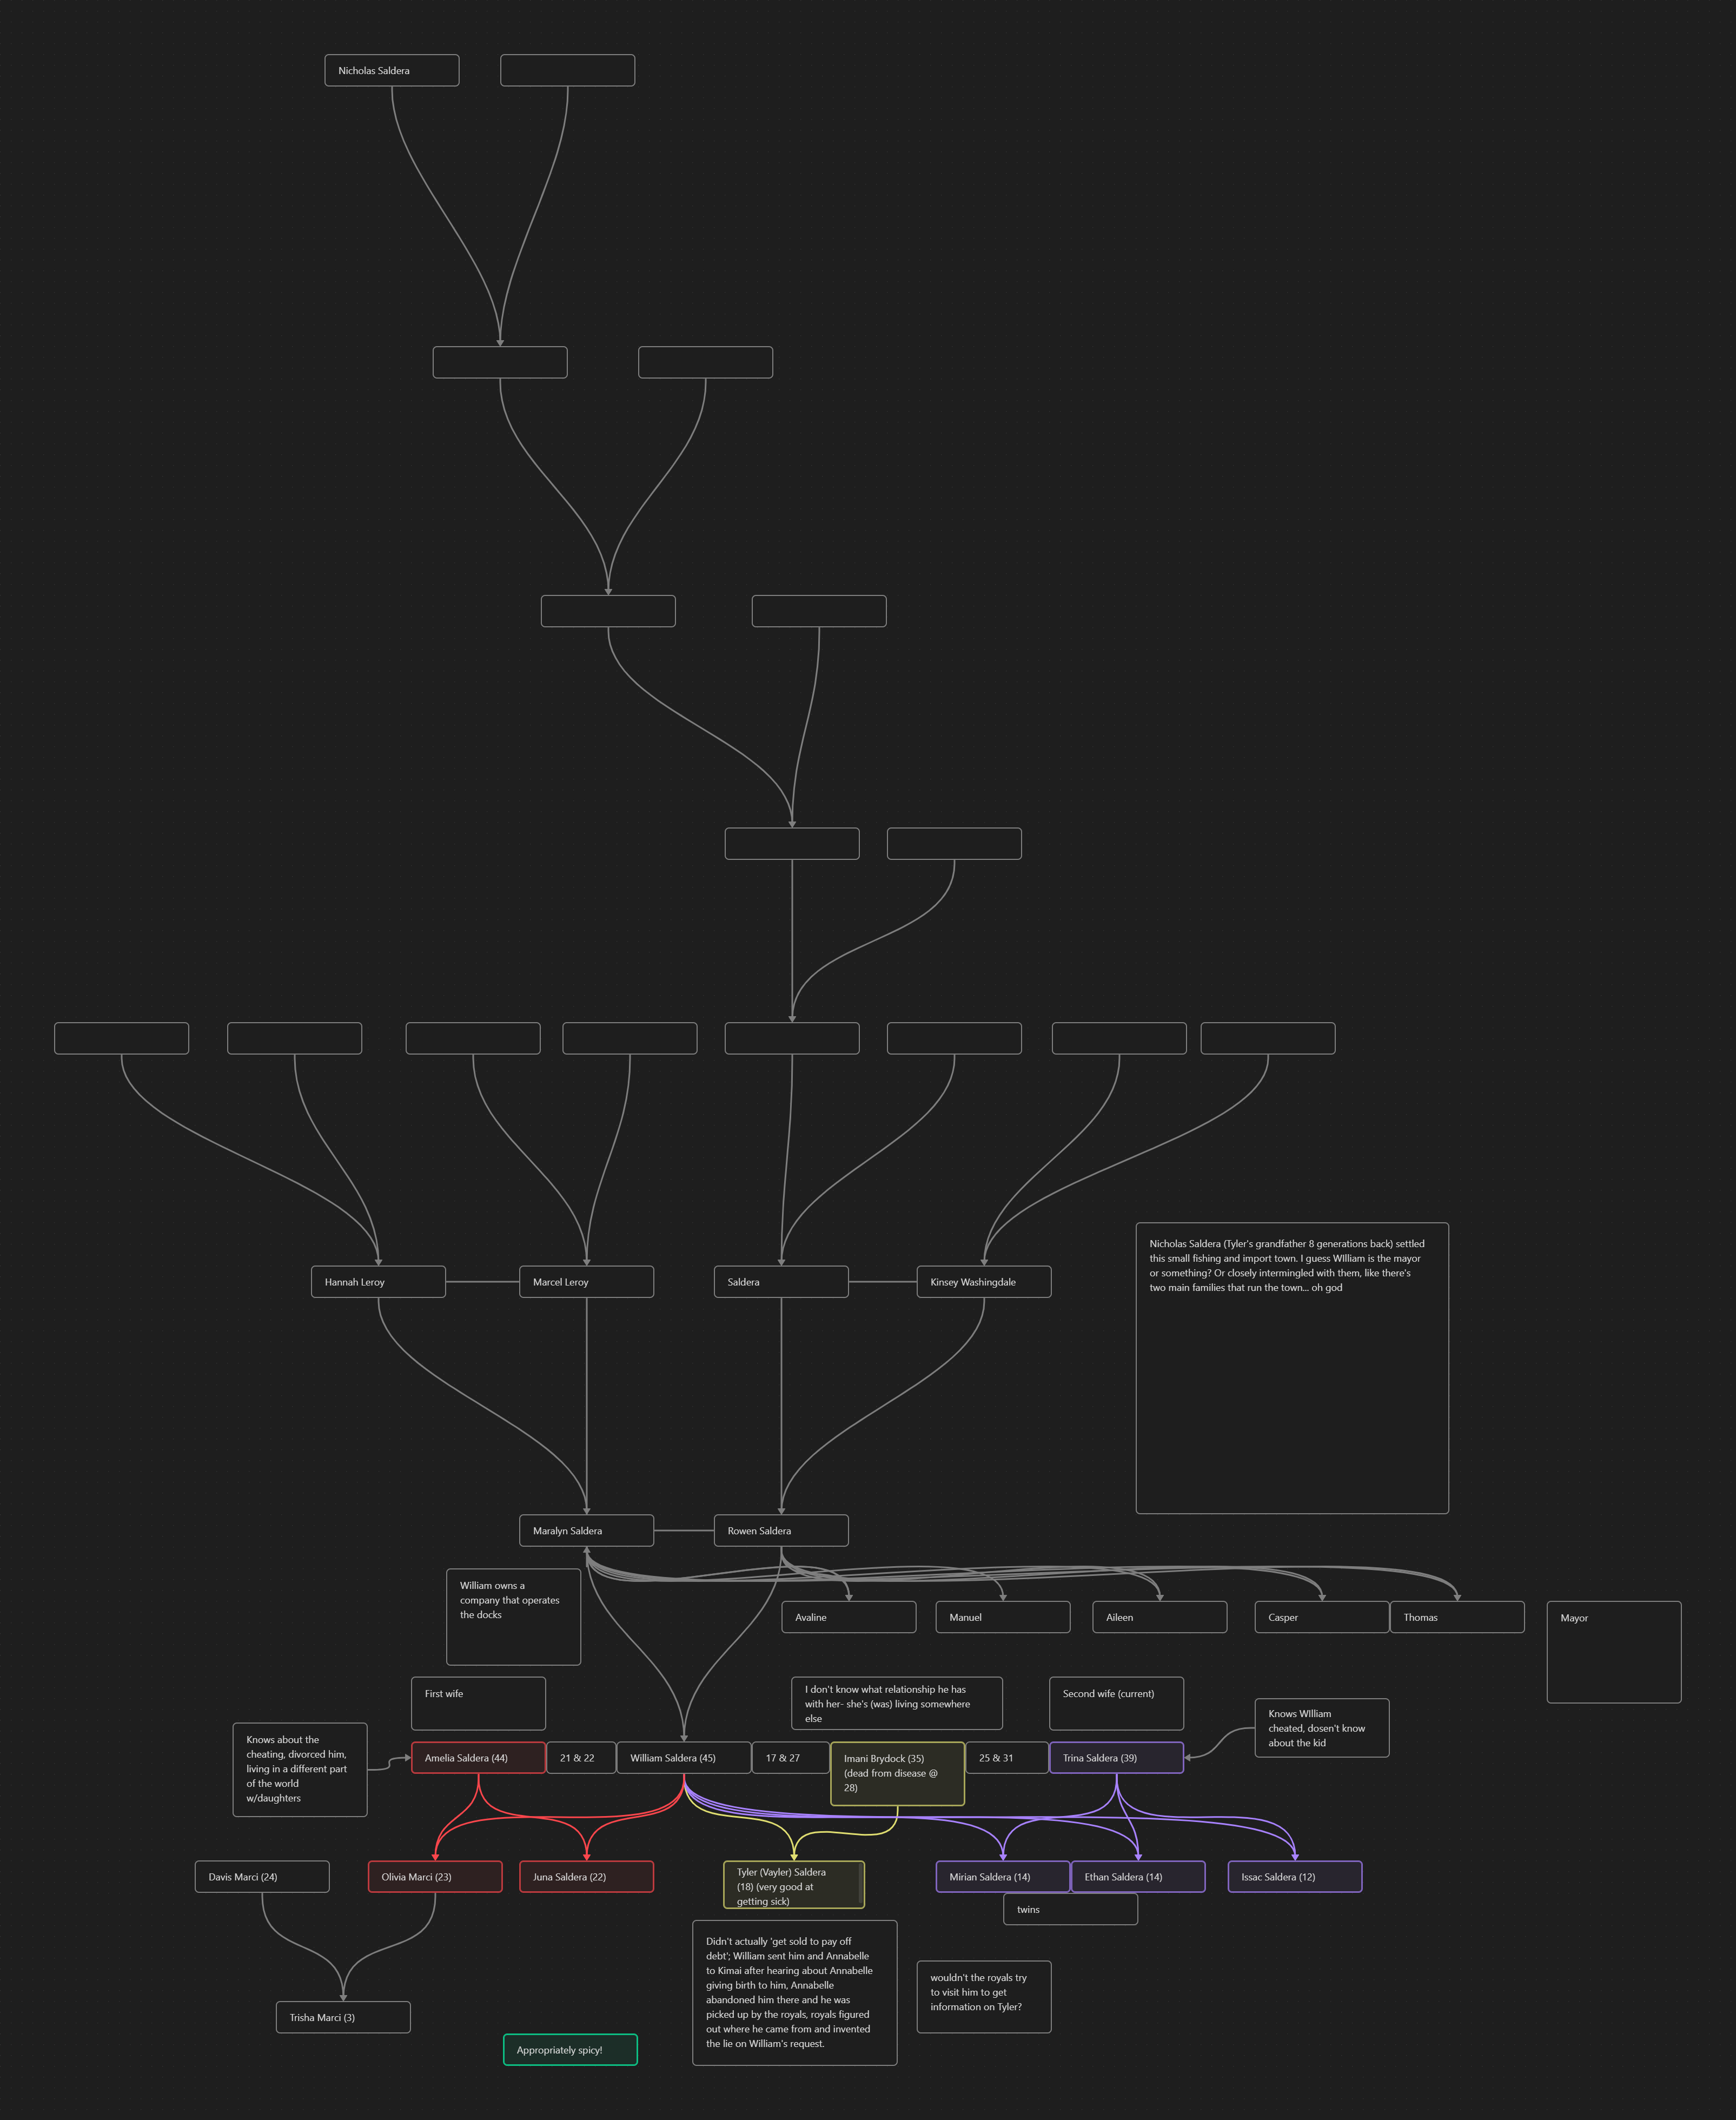 Nicholas Saldera
Nicholas Saldera (Tyler's grandfather 8 generations back) settled
this small fishing and import town. I guess WIlliam is the mayor
or something? Or closely intermingled with them, like there's
two main families that run the town... oh god
Hannah Leroy
Marcel Leroy
Saldera
Kinsey Washingdale
Maralyn Saldera
Rowen Saldera
William owns a
company that operates
the docks
Avaline
Manuel
Aileen
Casper
Thomas
Mayor
First wife
I don't know what relationship he has
with her- she's (was) living somewhere
else
Second wife (current)
Knows WIlliam
cheated, dosen't know
about the kid
Knows about the
cheating, divorced him,
living in a different part
of the world
w/daughters
Amelia Saldera (44)
21 & 22
William Saldera (45)
17 & 27
Imani Brydock (35)
(dead from disease @
28)
25 & 31
Trina Saldera (39)
Davis Marci (24)
Olivia Marci (23)
Juna Saldera (22)
Tyler (Vayler) Saldera
(18) (very good at
getting sick)
Mirian Saldera (14)
Ethan Saldera (14)
Issac Saldera (12)
twins
Didn't actually 'get sold to pay off
debt'; William sent him and Annabelle
to Kimai after hearing about Annabelle
giving birth to him, Annabelle
abandoned him there and he was
picked up by the royals, royals figured
out where he came from and invented
the lie on William's request.
wouldn't the royals try
to visit him to get
information on Tyler?
Trisha Marci (3)
Appropriately spicy!